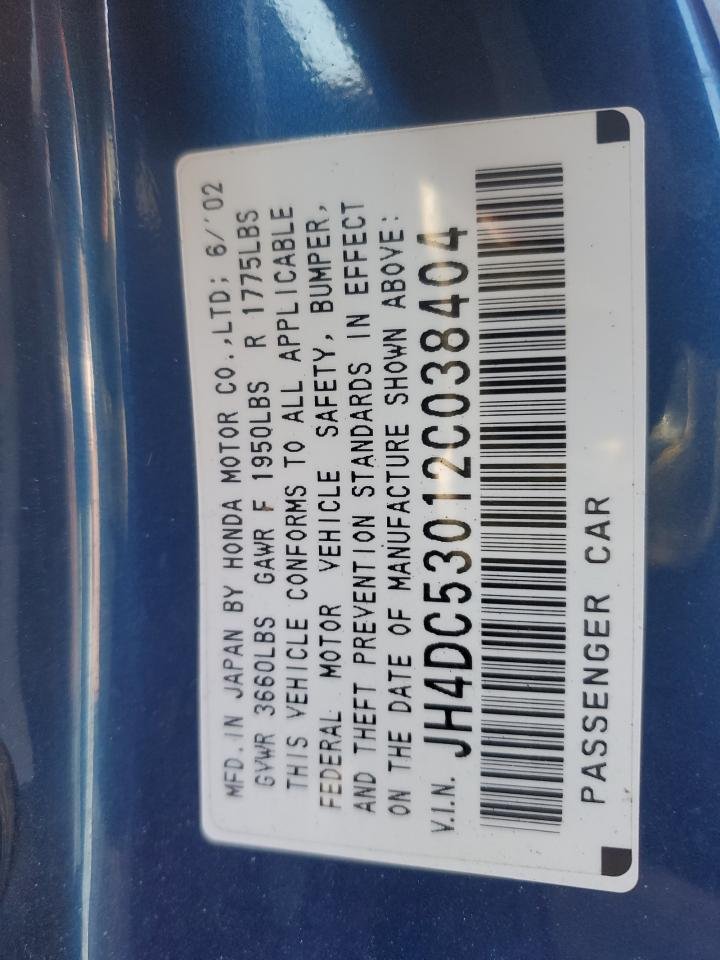 MFD. IN JAPAN BY HONDA MOTOR CO.,LTD; 6/'02
GVWR 3660LBS GAWR F 1950LBS R 1775LBS
THIS VEHICLE CONFORMS TO ALL APPLICABLE
FEDERAL MOTOR VEHICLE SAFETY, BUMPER,
AND THEFT PREVENTION STANDARDS IN EFFECT
ON THE DATE OF MANUFACTURE SHOWN ABOVE:
V.I.N. JH4DC53012C038404
PASSENGER CAR